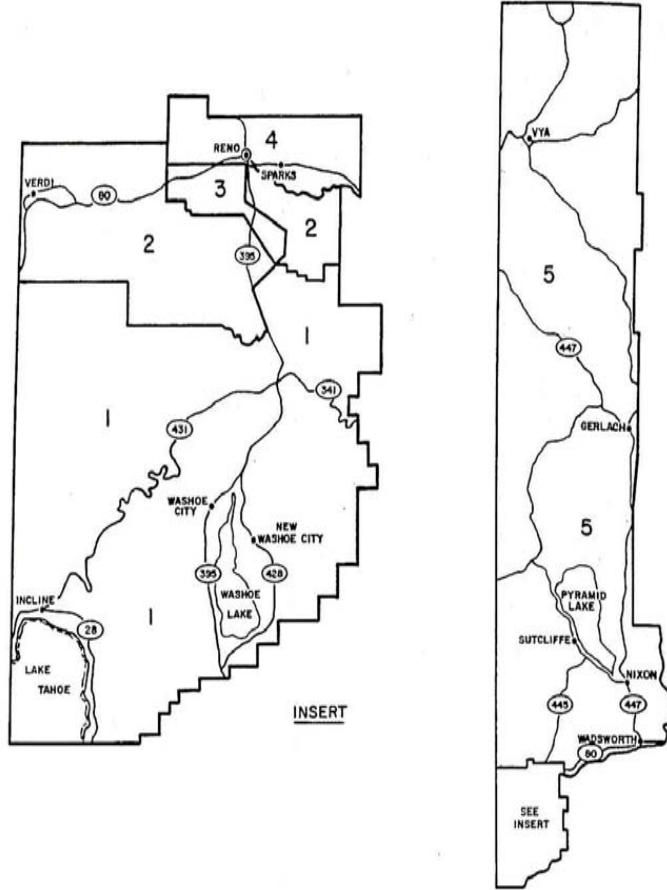 4
RENO
SPARKS
3
VERDI
80
2
2
395
1
341
1
431
WASHOE
CITY
NEW
WASHOE CITY
395
WASHOE
LAKE
428
INCLINE
28
1
LAKE
TAHOE
INSERT
VYA
5
447
GERLACH
5
PYRAMID
LAKE
SUTCLIFFE
NIXON
445
447
WADSWORTH
80
SEE
INSERT